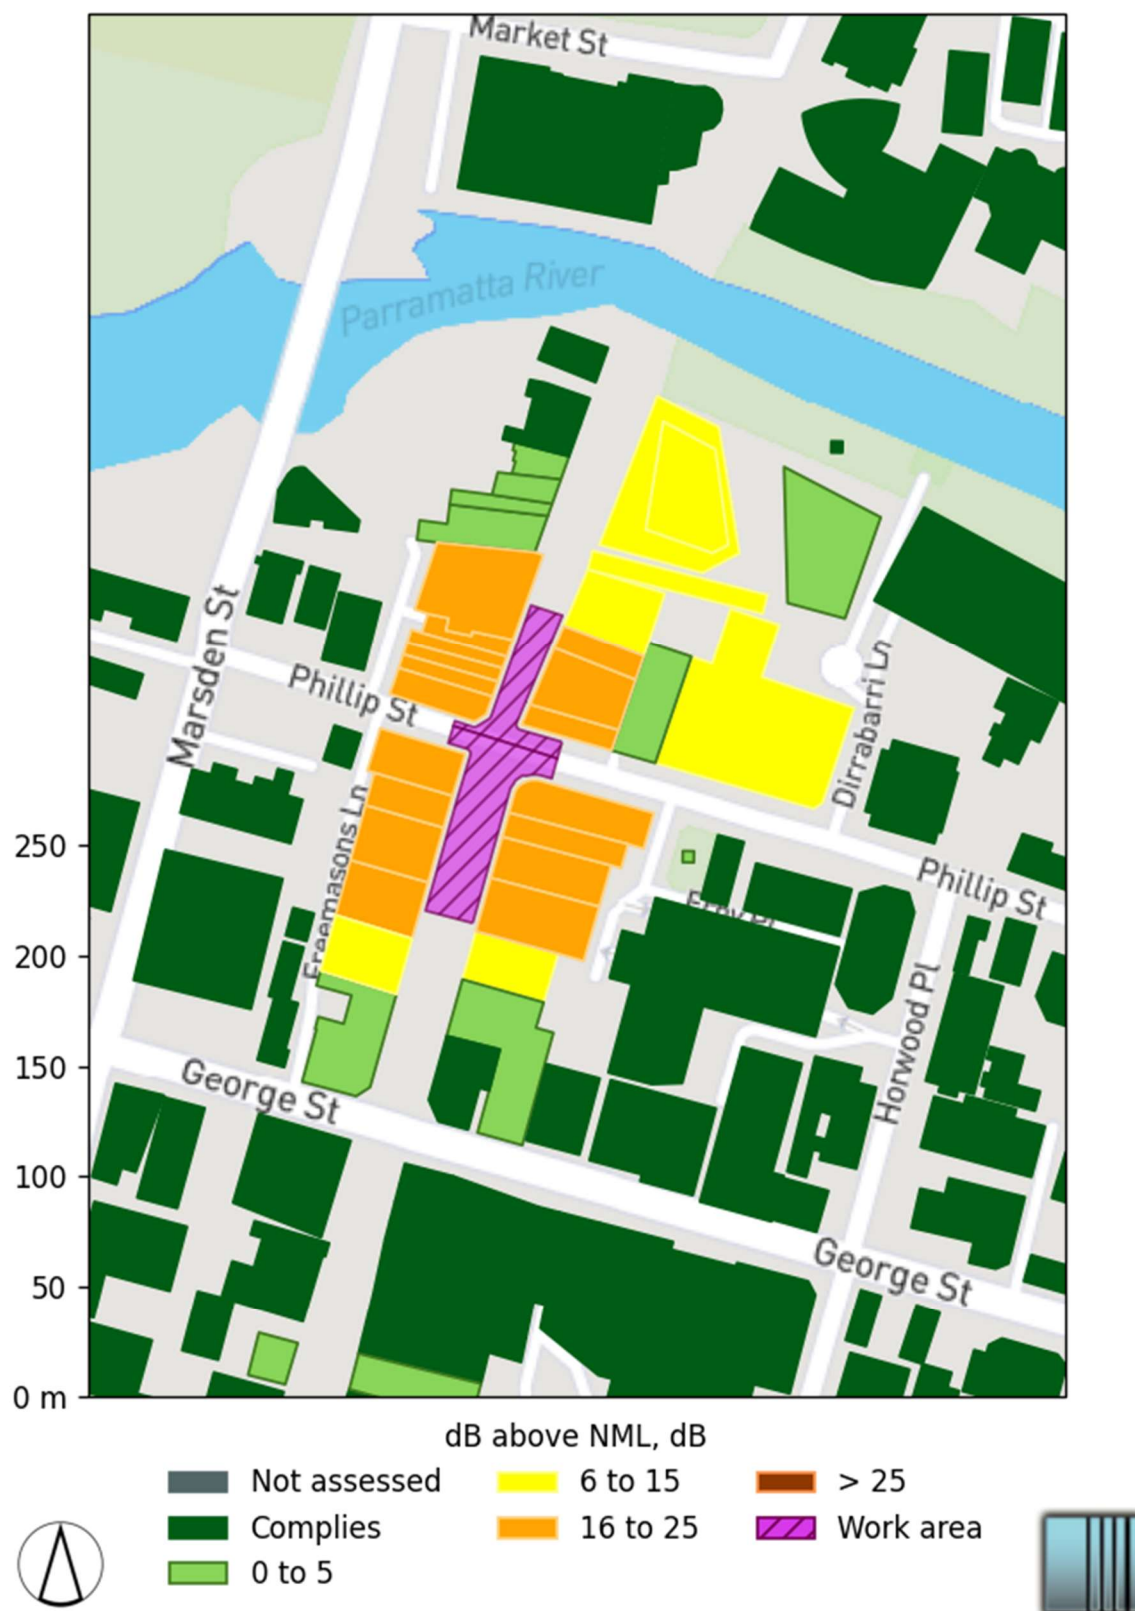 Market St
Parramatta River
Marsden St
Phillip St
Dirrabarri Ln
Freemasons Ln
Phillip St
Horwood Pl
George St
George St
250
200
150
100
50
0 m
dB above NML, dB
Not assessed
6 to 15
> 25
Complies
16 to 25
Work area
0 to 5